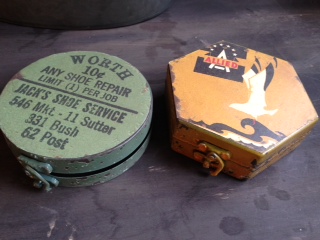 WORTH
10¢
ANY SHOE REPAIR
LIMIT (1) PER JOB
JACK'S SHOE SERVICE
546 Mkt. - 11 Sutter
331 Bush
62 Post
ALLIED